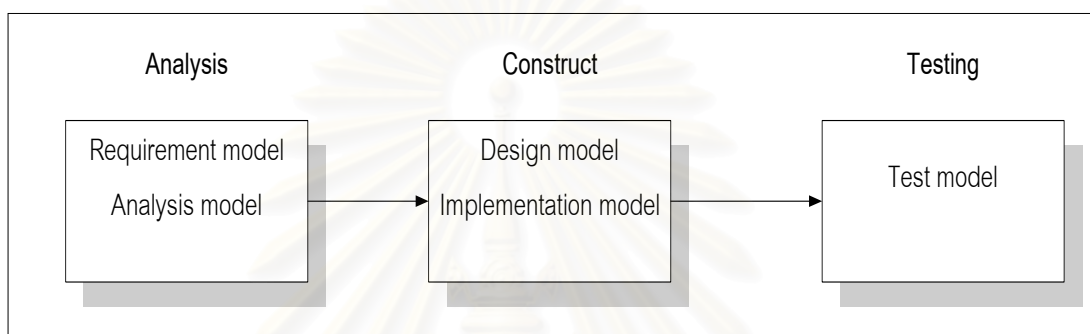 Analysis
Construct
Testing
Requirement model
Analysis model
Design model
Implementation model
Test model